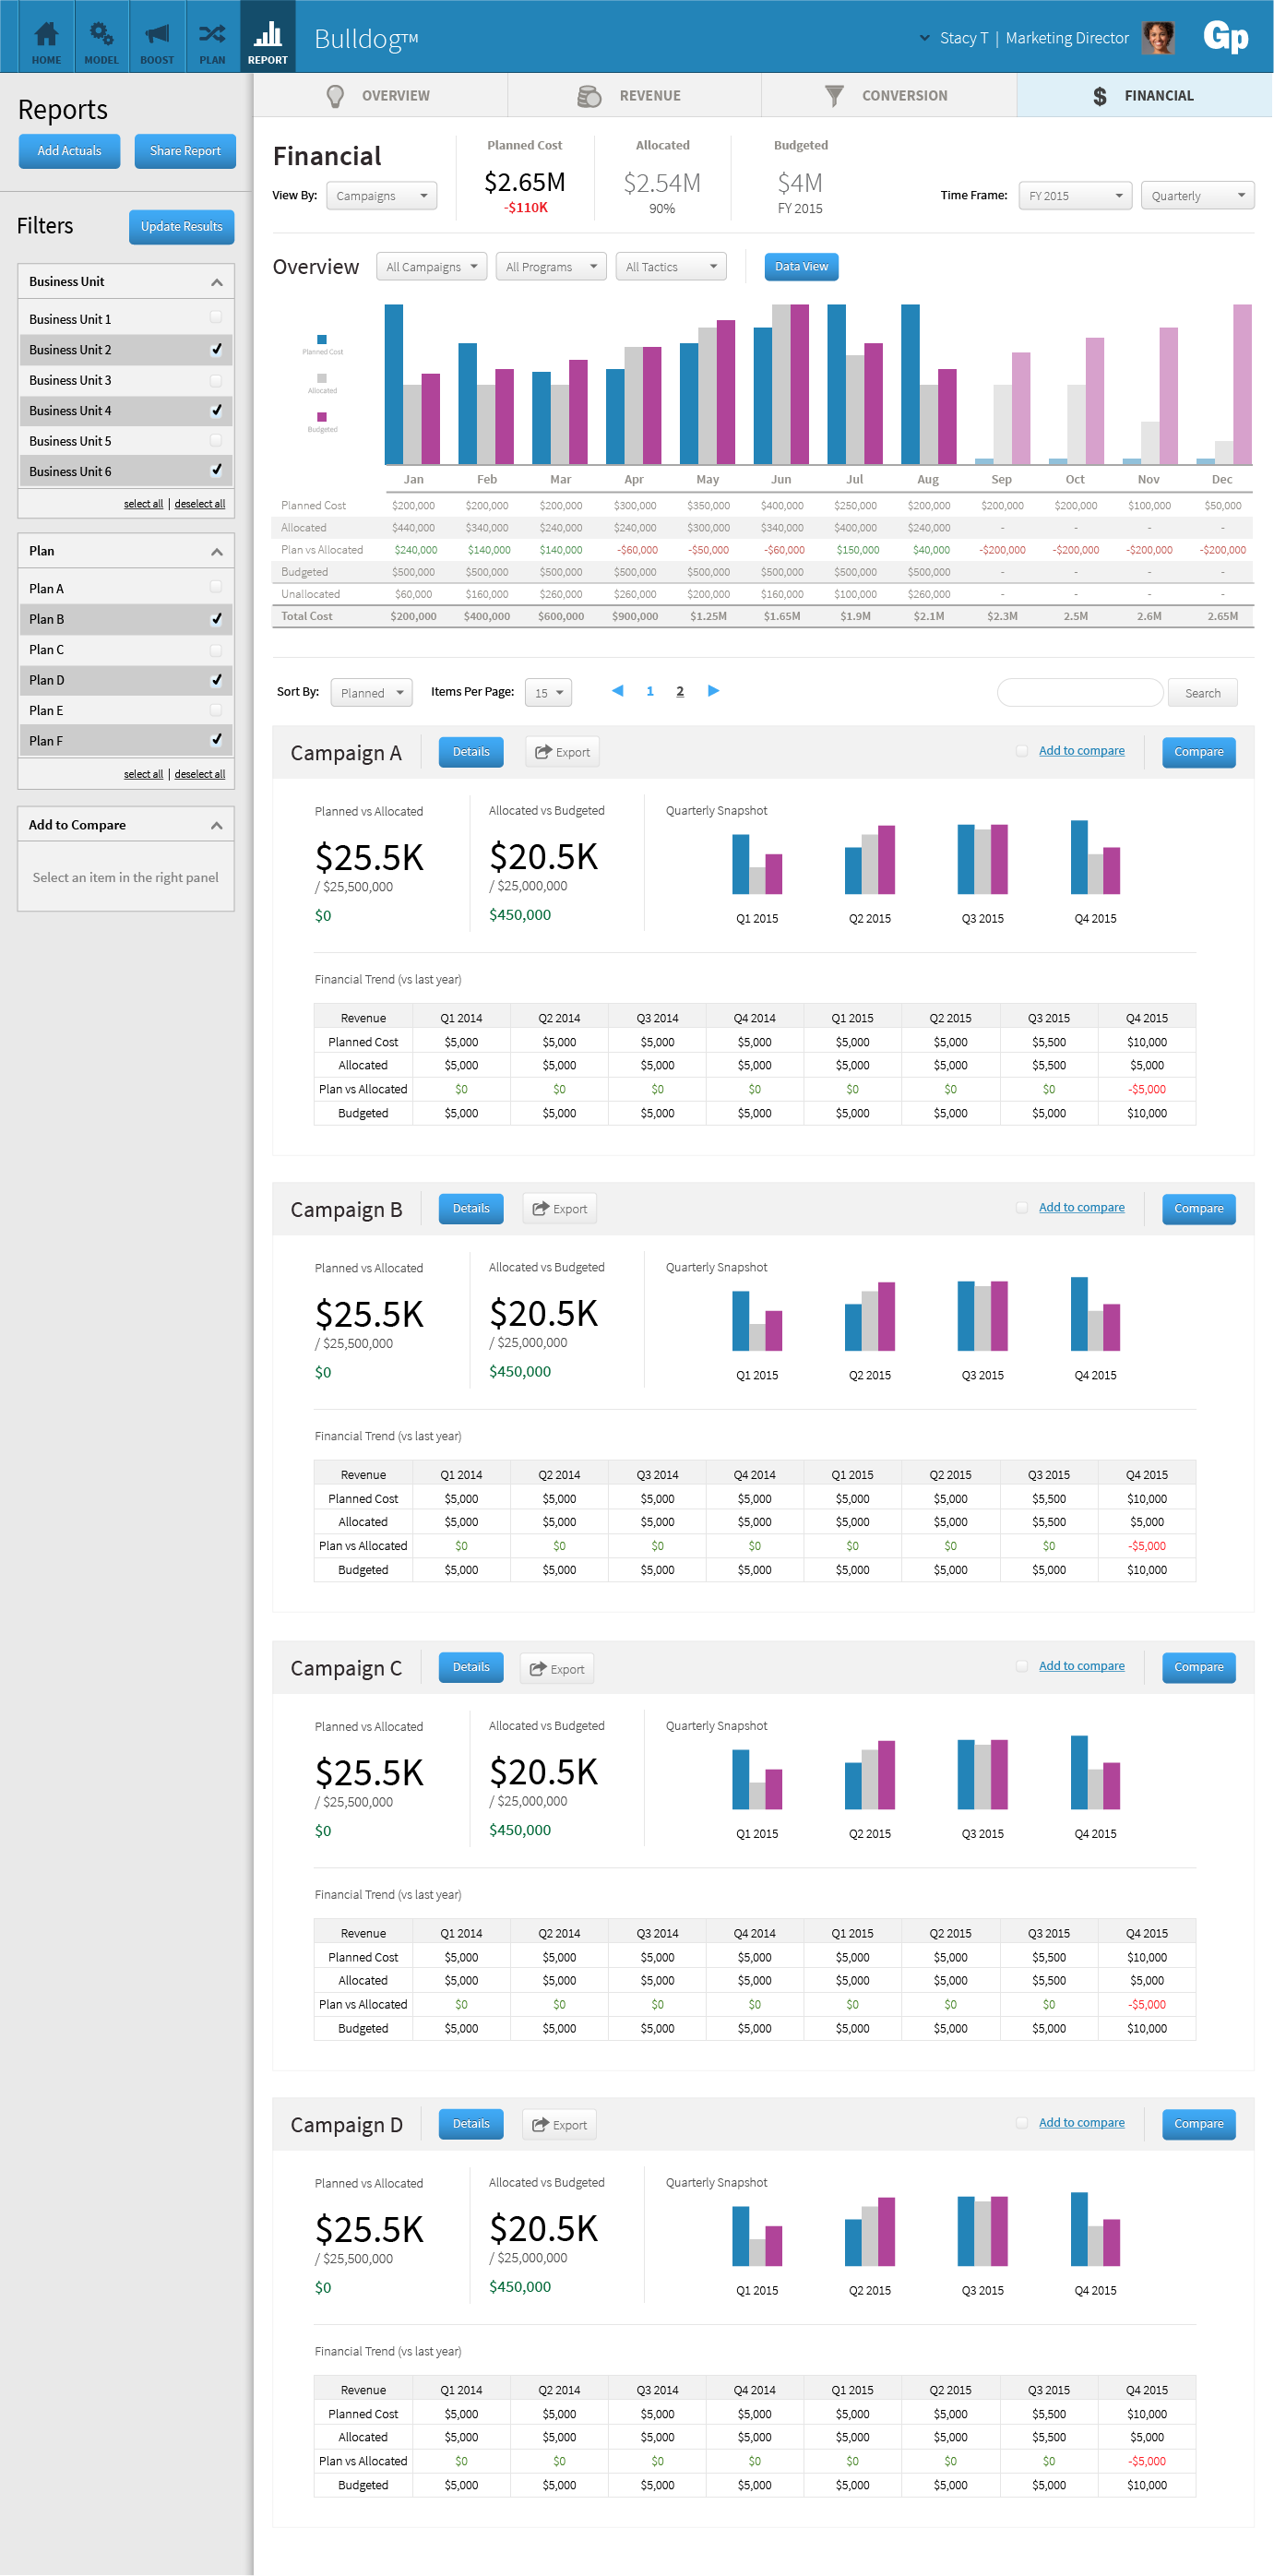 HOME MODEL BOOST PLAN REPORT Bulldog™ Stacy T | Marketing Director Gp
Reports
Add Actuals Share Report
Filters Update Results
Business Unit
Business Unit 1
Business Unit 2
Business Unit 3
Business Unit 4
Business Unit 5
Business Unit 6
select all | deselect all
Plan
Plan A
Plan B
Plan C
Plan D
Plan E
Plan F
select all | deselect all
Add to Compare
Select an item in the right panel
OVERVIEW REVENUE CONVERSION $ FINANCIAL
Financial
View By: Campaigns
Planned Cost
$2.65M
-$110K
Allocated
$2.54M
90%
Budgeted
$4M
FY 2015
Time Frame: FY 2015 Quarterly
Overview All Campaigns All Programs All Tactics Data View
Planned Cost
Allocated
Budgeted
Jan Feb Mar Apr May Jun Jul Aug Sep Oct Nov Dec
Planned Cost $200,000 $200,000 $200,000 $300,000 $350,000 $400,000 $250,000 $200,000 $200,000 $200,000 $100,000 $50,000
Allocated $440,000 $340,000 $240,000 $240,000 $300,000 $340,000 $400,000 $240,000 - - - -
Plan vs Allocated $240,000 $140,000 $140,000 -$60,000 -$50,000 -$60,000 $150,000 $40,000 -$200,000 -$200,000 -$200,000 -$200,000
Budgeted $500,000 $500,000 $500,000 $500,000 $500,000 $500,000 $500,000 $500,000 - - - -
Unallocated $60,000 $160,000 $260,000 $260,000 $200,000 $160,000 $100,000 $260,000 - - - -
Total Cost $200,000 $400,000 $600,000 $900,000 $1.25M $1.65M $1.9M $2.1M $2.3M 2.5M 2.6M 2.65M
Sort By: Planned Items Per Page: 15 1 2 Search
Campaign A Details Export Add to compare Compare
Planned vs Allocated
$25.5K
/ $25,500,000
$0
Allocated vs Budgeted
$20.5K
/ $25,000,000
$450,000
Quarterly Snapshot
Q1 2015 Q2 2015 Q3 2015 Q4 2015
Financial Trend (vs last year)
Revenue Q1 2014 Q2 2014 Q3 2014 Q4 2014 Q1 2015 Q2 2015 Q3 2015 Q4 2015
Planned Cost $5,000 $5,000 $5,000 $5,000 $5,000 $5,000 $5,500 $10,000
Allocated $5,000 $5,000 $5,000 $5,000 $5,000 $5,000 $5,500 $5,000
Plan vs Allocated $0 $0 $0 $0 $0 $0 $0 -$5,000
Budgeted $5,000 $5,000 $5,000 $5,000 $5,000 $5,000 $5,000 $10,000
Campaign B Details Export Add to compare Compare
Planned vs Allocated
$25.5K
/ $25,500,000
$0
Allocated vs Budgeted
$20.5K
/ $25,000,000
$450,000
Quarterly Snapshot
Q1 2015 Q2 2015 Q3 2015 Q4 2015
Financial Trend (vs last year)
Revenue Q1 2014 Q2 2014 Q3 2014 Q4 2014 Q1 2015 Q2 2015 Q3 2015 Q4 2015
Planned Cost $5,000 $5,000 $5,000 $5,000 $5,000 $5,000 $5,500 $10,000
Allocated $5,000 $5,000 $5,000 $5,000 $5,000 $5,000 $5,500 $5,000
Plan vs Allocated $0 $0 $0 $0 $0 $0 $0 -$5,000
Budgeted $5,000 $5,000 $5,000 $5,000 $5,000 $5,000 $5,000 $10,000
Campaign C Details Export Add to compare Compare
Planned vs Allocated
$25.5K
/ $25,500,000
$0
Allocated vs Budgeted
$20.5K
/ $25,000,000
$450,000
Quarterly Snapshot
Q1 2015 Q2 2015 Q3 2015 Q4 2015
Financial Trend (vs last year)
Revenue Q1 2014 Q2 2014 Q3 2014 Q4 2014 Q1 2015 Q2 2015 Q3 2015 Q4 2015
Planned Cost $5,000 $5,000 $5,000 $5,000 $5,000 $5,000 $5,500 $10,000
Allocated $5,000 $5,000 $5,000 $5,000 $5,000 $5,000 $5,500 $5,000
Plan vs Allocated $0 $0 $0 $0 $0 $0 $0 -$5,000
Budgeted $5,000 $5,000 $5,000 $5,000 $5,000 $5,000 $5,000 $10,000
Campaign D Details Export Add to compare Compare
Planned vs Allocated
$25.5K
/ $25,500,000
$0
Allocated vs Budgeted
$20.5K
/ $25,000,000
$450,000
Quarterly Snapshot
Q1 2015 Q2 2015 Q3 2015 Q4 2015
Financial Trend (vs last year)
Revenue Q1 2014 Q2 2014 Q3 2014 Q4 2014 Q1 2015 Q2 2015 Q3 2015 Q4 2015
Planned Cost $5,000 $5,000 $5,000 $5,000 $5,000 $5,000 $5,500 $10,000
Allocated $5,000 $5,000 $5,000 $5,000 $5,000 $5,000 $5,500 $5,000
Plan vs Allocated $0 $0 $0 $0 $0 $0 $0 -$5,000
Budgeted $5,000 $5,000 $5,000 $5,000 $5,000 $5,000 $5,000 $10,000